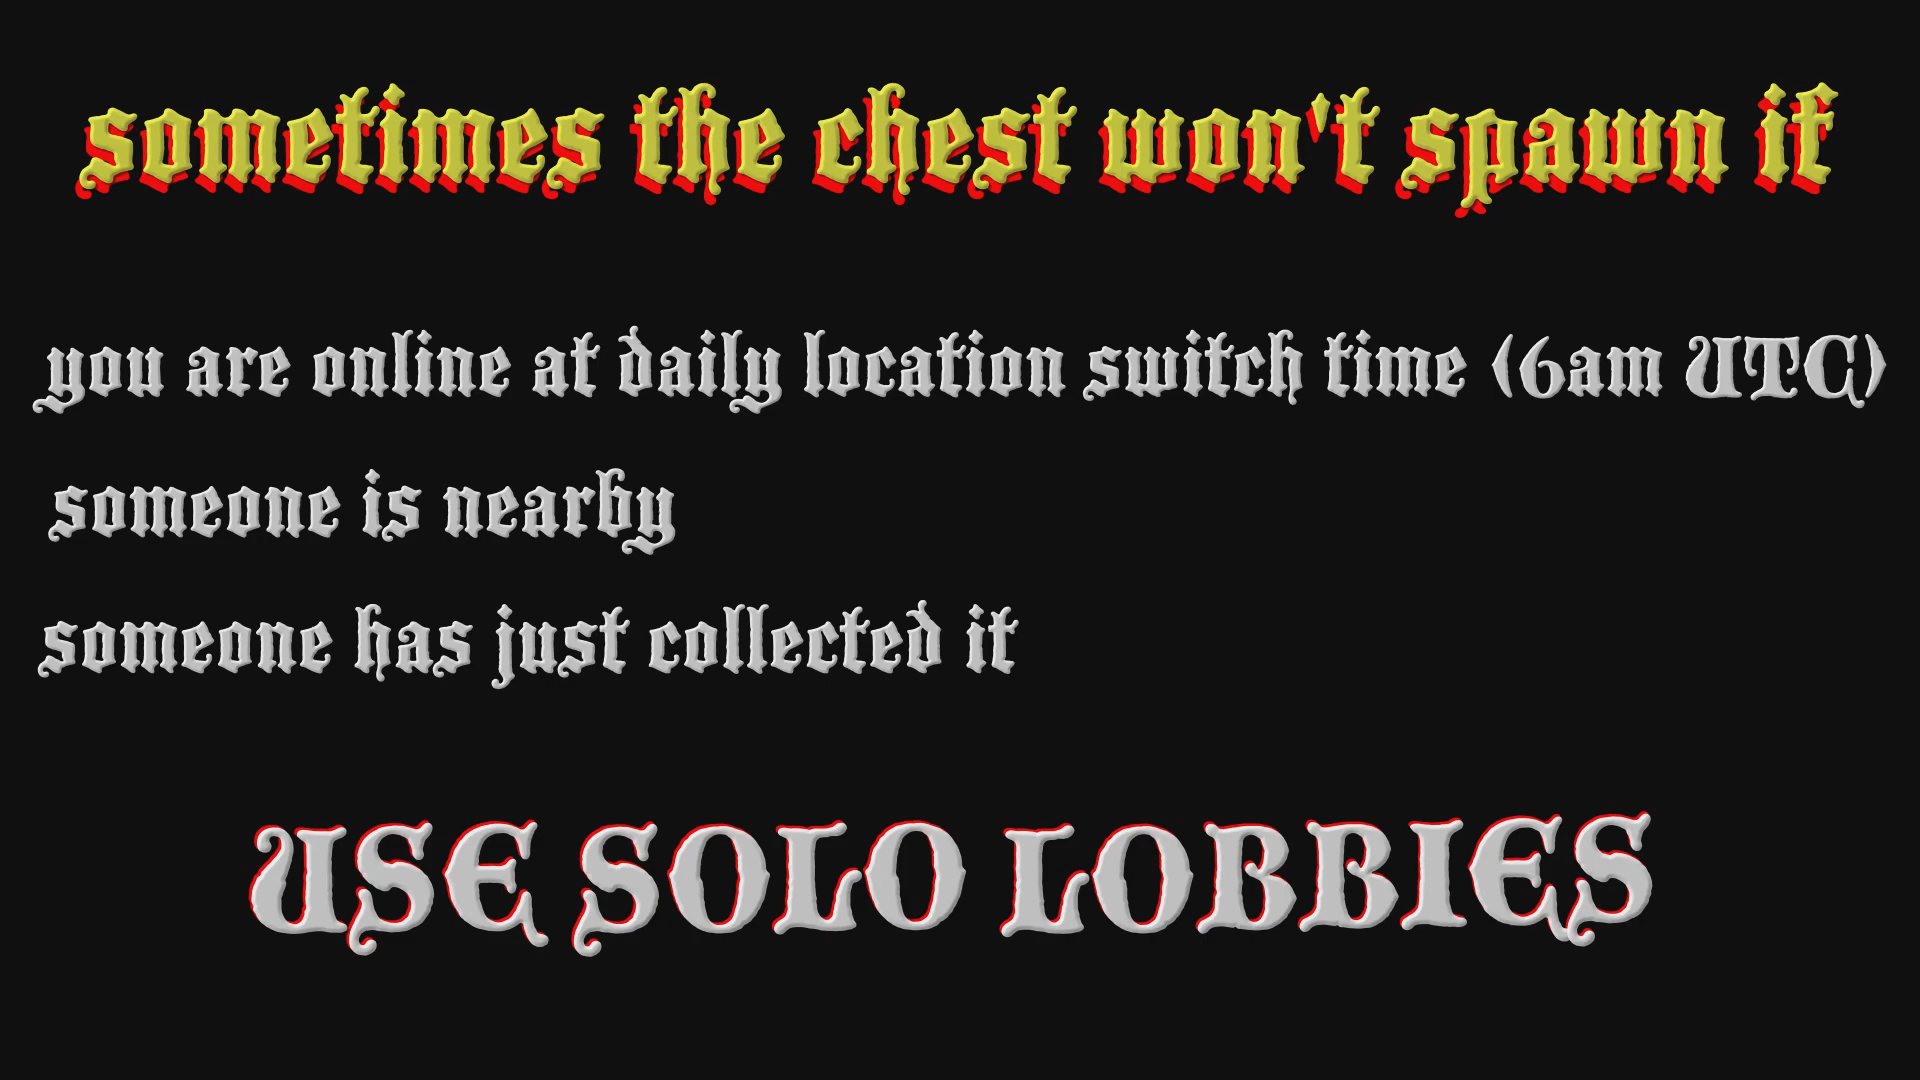 sometimes the chest won't spawn if
you are online at daily location switch time (6am UTC)
someone is nearby
someone has just collected it
USE SOLO LOBBIES